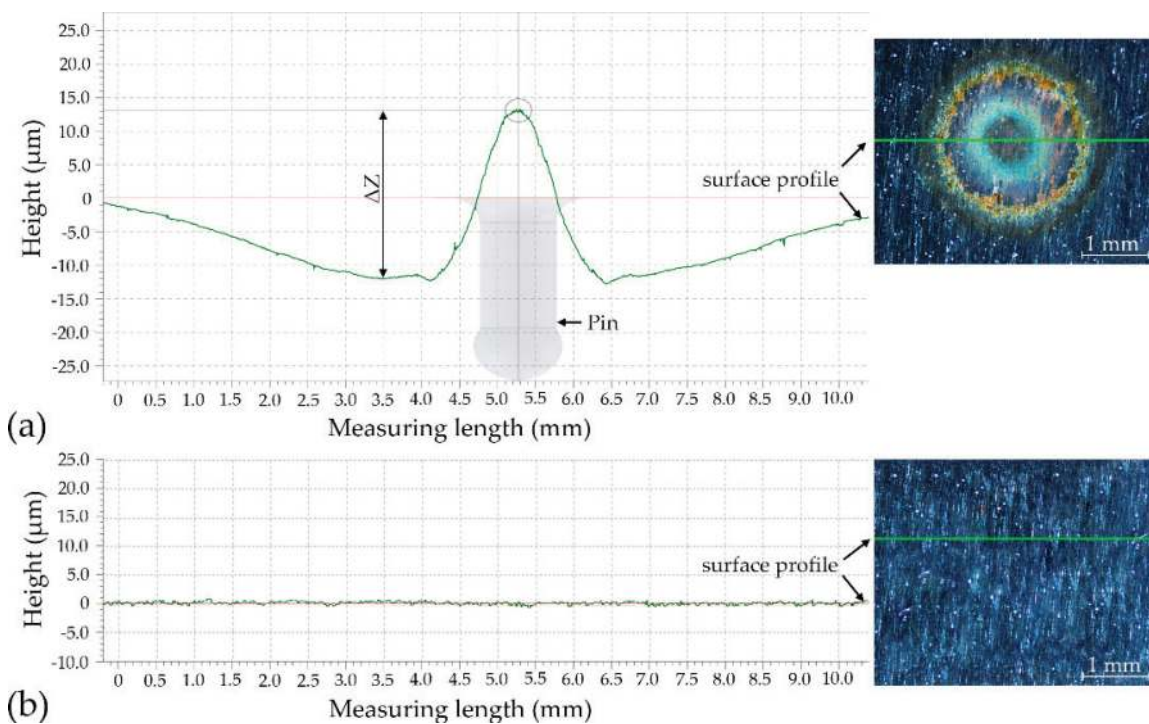 25.0
20.0
15.0
10.0
5.0
0
-5.0
-10.0
-15.0
-20.0
-25.0
Height (µm)
ΔZ
surface profile
Pin
1 mm
0 0.5 1.0 1.5 2.0 2.5 3.0 3.5 4.0 4.5 5.0 5.5 6.0 6.5 7.0 7.5 8.0 8.5 9.0 9.5 10.0
(a)
Measuring length (mm)
25.0
20.0
15.0
10.0
5.0
0
-5.0
-10.0
Height (µm)
surface profile
1 mm
0 0.5 1.0 1.5 2.0 2.5 3.0 3.5 4.0 4.5 5.0 5.5 6.0 6.5 7.0 7.5 8.0 8.5 9.0 9.5 10.0
(b)
Measuring length (mm)